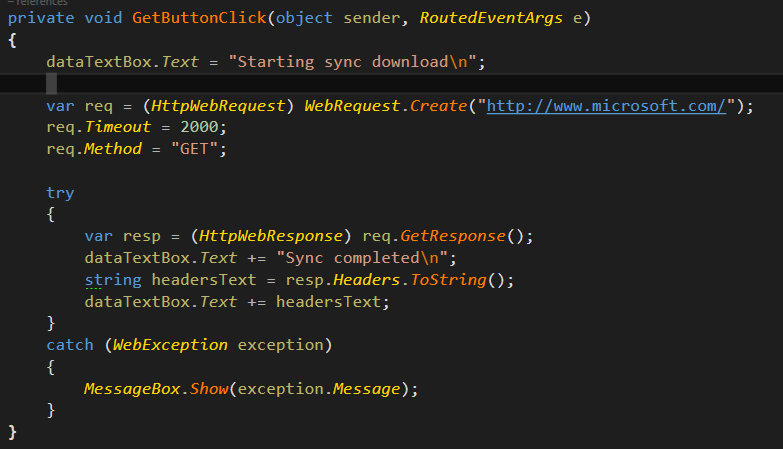 – references
private void GetButtonClick(object sender, RoutedEventArgs e)
{
    dataTextBox.Text = "Starting sync download\n";

    var req = (HttpWebRequest) WebRequest.Create("http://www.microsoft.com/");
    req.Timeout = 2000;
    req.Method = "GET";

    try
    {
        var resp = (HttpWebResponse) req.GetResponse();
        dataTextBox.Text += "Sync completed\n";
        string headersText = resp.Headers.ToString();
        dataTextBox.Text += headersText;
    }
    catch (WebException exception)
    {
        MessageBox.Show(exception.Message);
    }
}